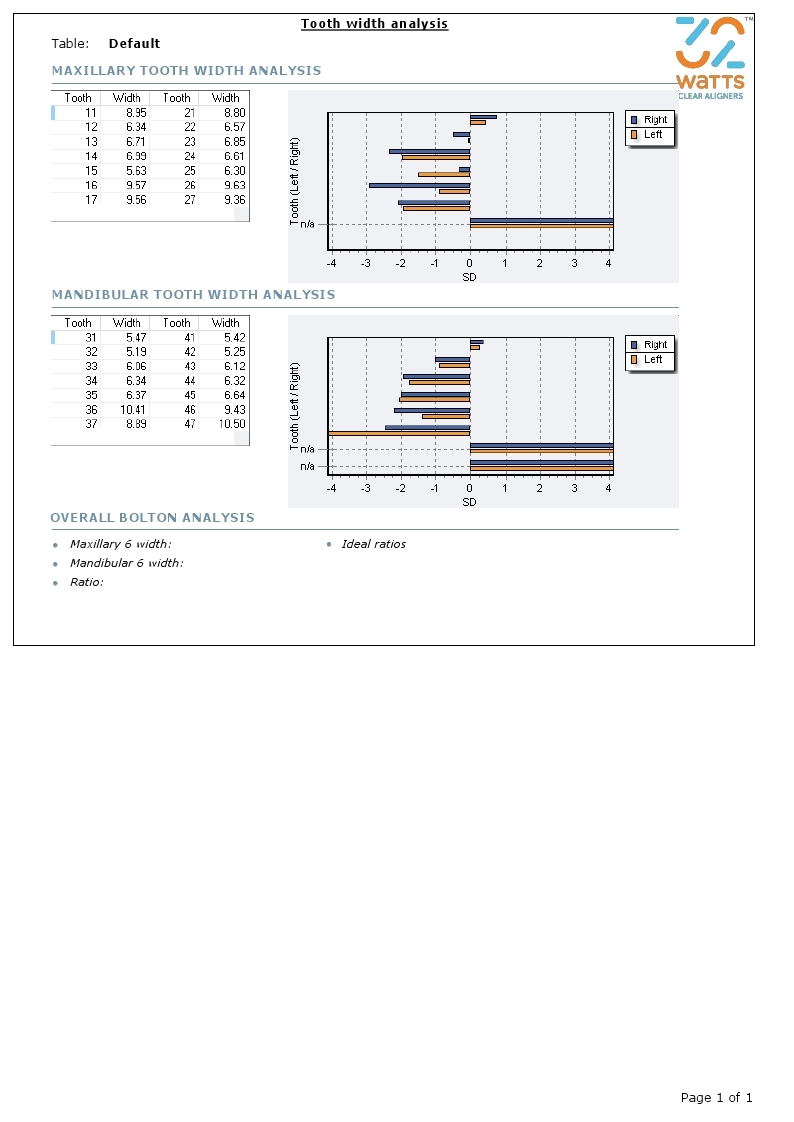 Tooth width analysis
32
TM
WATTS
CLEAR ALIGNERS
Table: Default
MAXILLARY TOOTH WIDTH ANALYSIS
Tooth Width Tooth Width
11 8.95 21 8.80
12 6.34 22 6.57
13 6.71 23 6.85
14 6.99 24 6.61
15 5.63 25 6.30
16 9.57 26 9.63
17 9.56 27 9.36
Tooth (Left / Right)
n/a
-4 -3 -2 -1 0 1 2 3 4
SD
Right
Left
MANDIBULAR TOOTH WIDTH ANALYSIS
Tooth Width Tooth Width
31 5.47 41 5.42
32 5.19 42 5.25
33 6.06 43 6.12
34 6.34 44 6.32
35 6.37 45 6.64
36 10.41 46 9.43
37 8.89 47 10.50
Tooth (Left / Right)
n/a
n/a
-4 -3 -2 -1 0 1 2 3 4
SD
Right
Left
OVERALL BOLTON ANALYSIS
• Maxillary 6 width:
• Mandibular 6 width:
• Ratio:
• Ideal ratios
Page 1 of 1